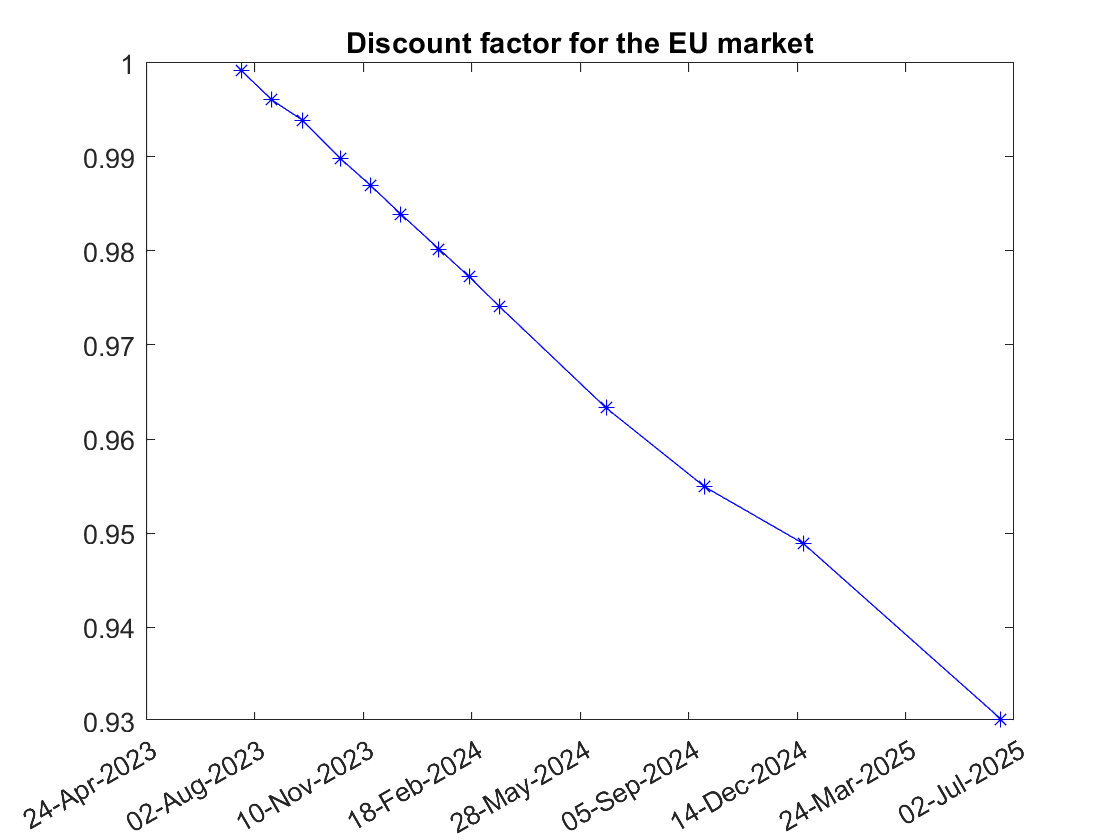 Discount factor for the EU market
1
0.99
0.98
0.97
0.96
0.95
0.94
0.93
24-Apr-2023
02-Aug-2023
10-Nov-2023
18-Feb-2024
28-May-2024
05-Sep-2024
14-Dec-2024
24-Mar-2025
02-Jul-2025